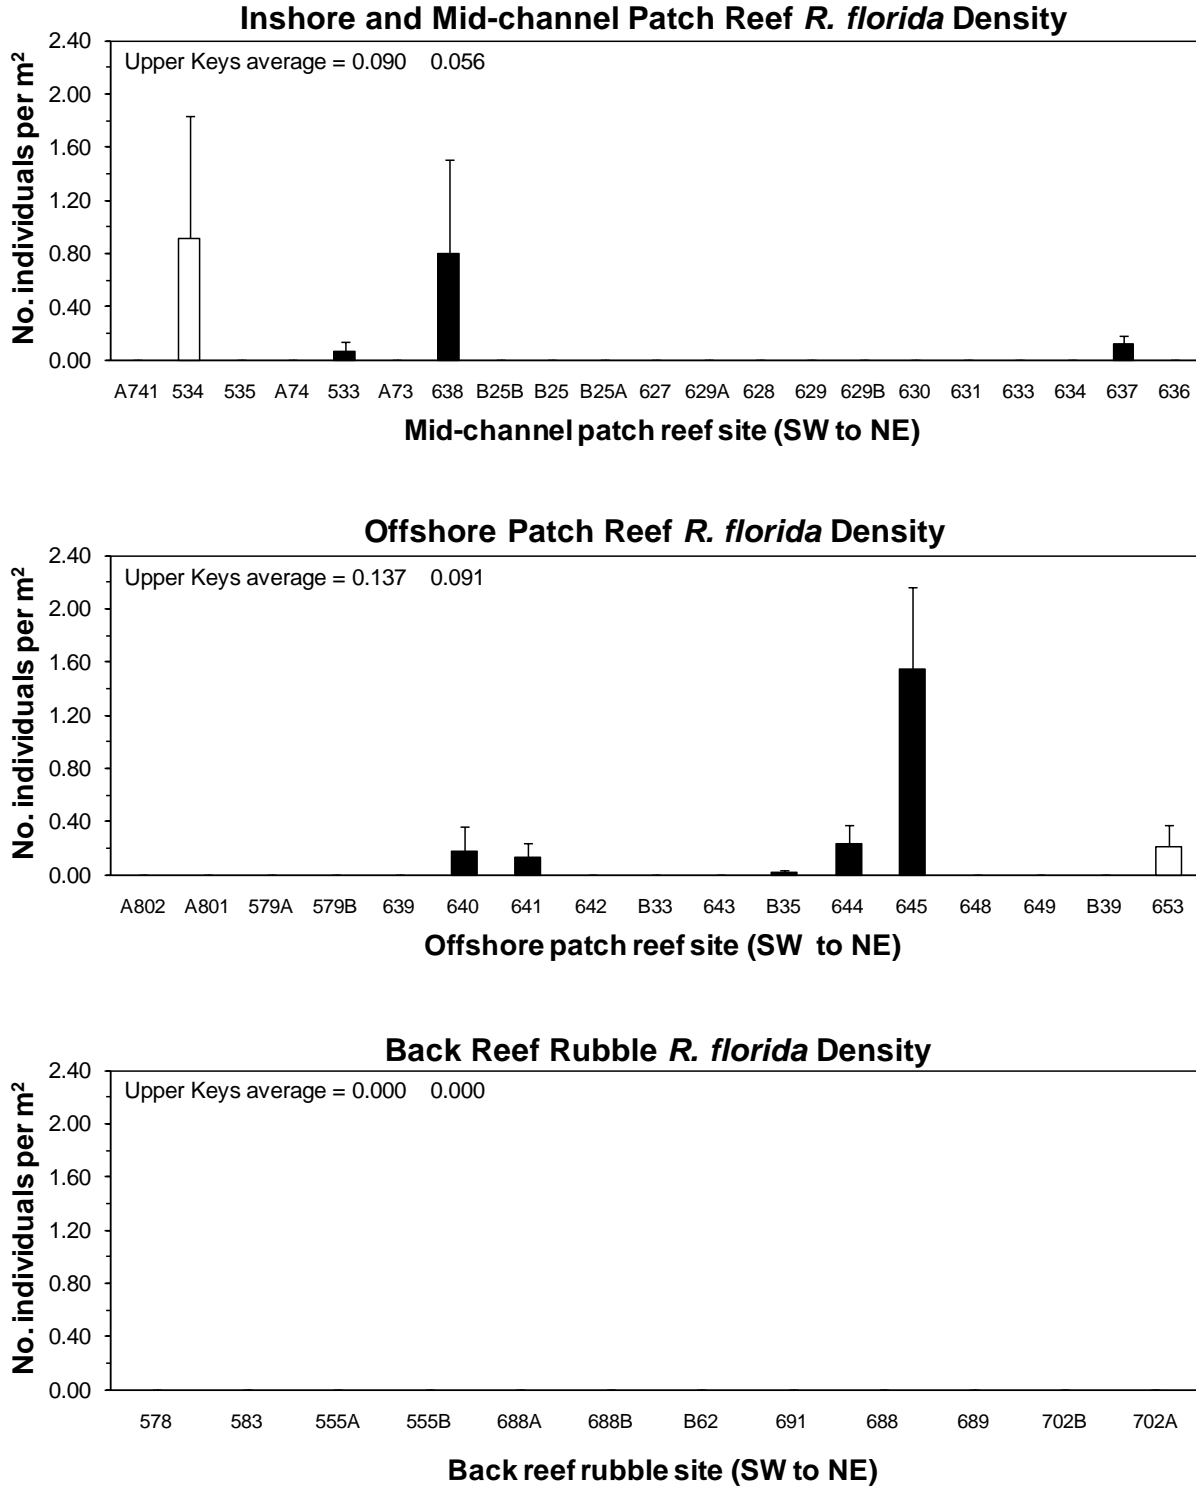 Inshore and Mid-channel Patch Reef R. florida Density
No. individuals per m²
2.40
2.00
1.60
1.20
0.80
0.40
0.00
Upper Keys average = 0.090 0.056
A741 534 535 A74 533 A73 638 B25B B25 B25A 627 629A 628 629 629B 630 631 633 634 637 636
Mid-channel patch reef site (SW to NE)
Offshore Patch Reef R. florida Density
No. individuals per m²
2.40
2.00
1.60
1.20
0.80
0.40
0.00
Upper Keys average = 0.137 0.091
A802 A801 579A 579B 639 640 641 642 B33 643 B35 644 645 648 649 B39 653
Offshore patch reef site (SW to NE)
Back Reef Rubble R. florida Density
No. individuals per m²
2.40
2.00
1.60
1.20
0.80
0.40
0.00
Upper Keys average = 0.000 0.000
578 583 555A 555B 688A 688B B62 691 688 689 702B 702A
Back reef rubble site (SW to NE)